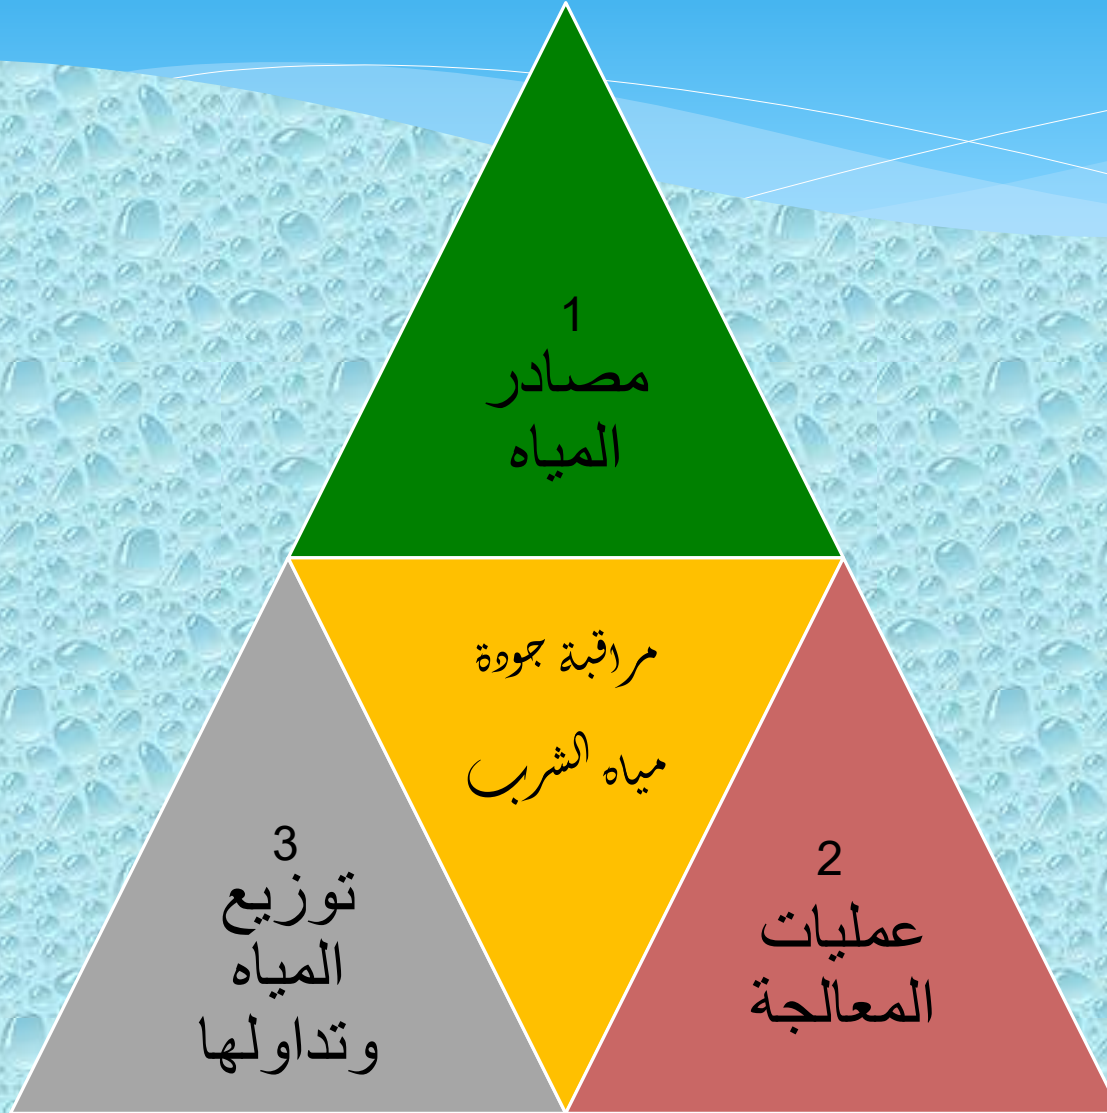 1
مصادر
المياه
مراقبة جودة
مياه الشرب
2
عمليات
المعالجة
3
توزيع
المياه
وتداولها